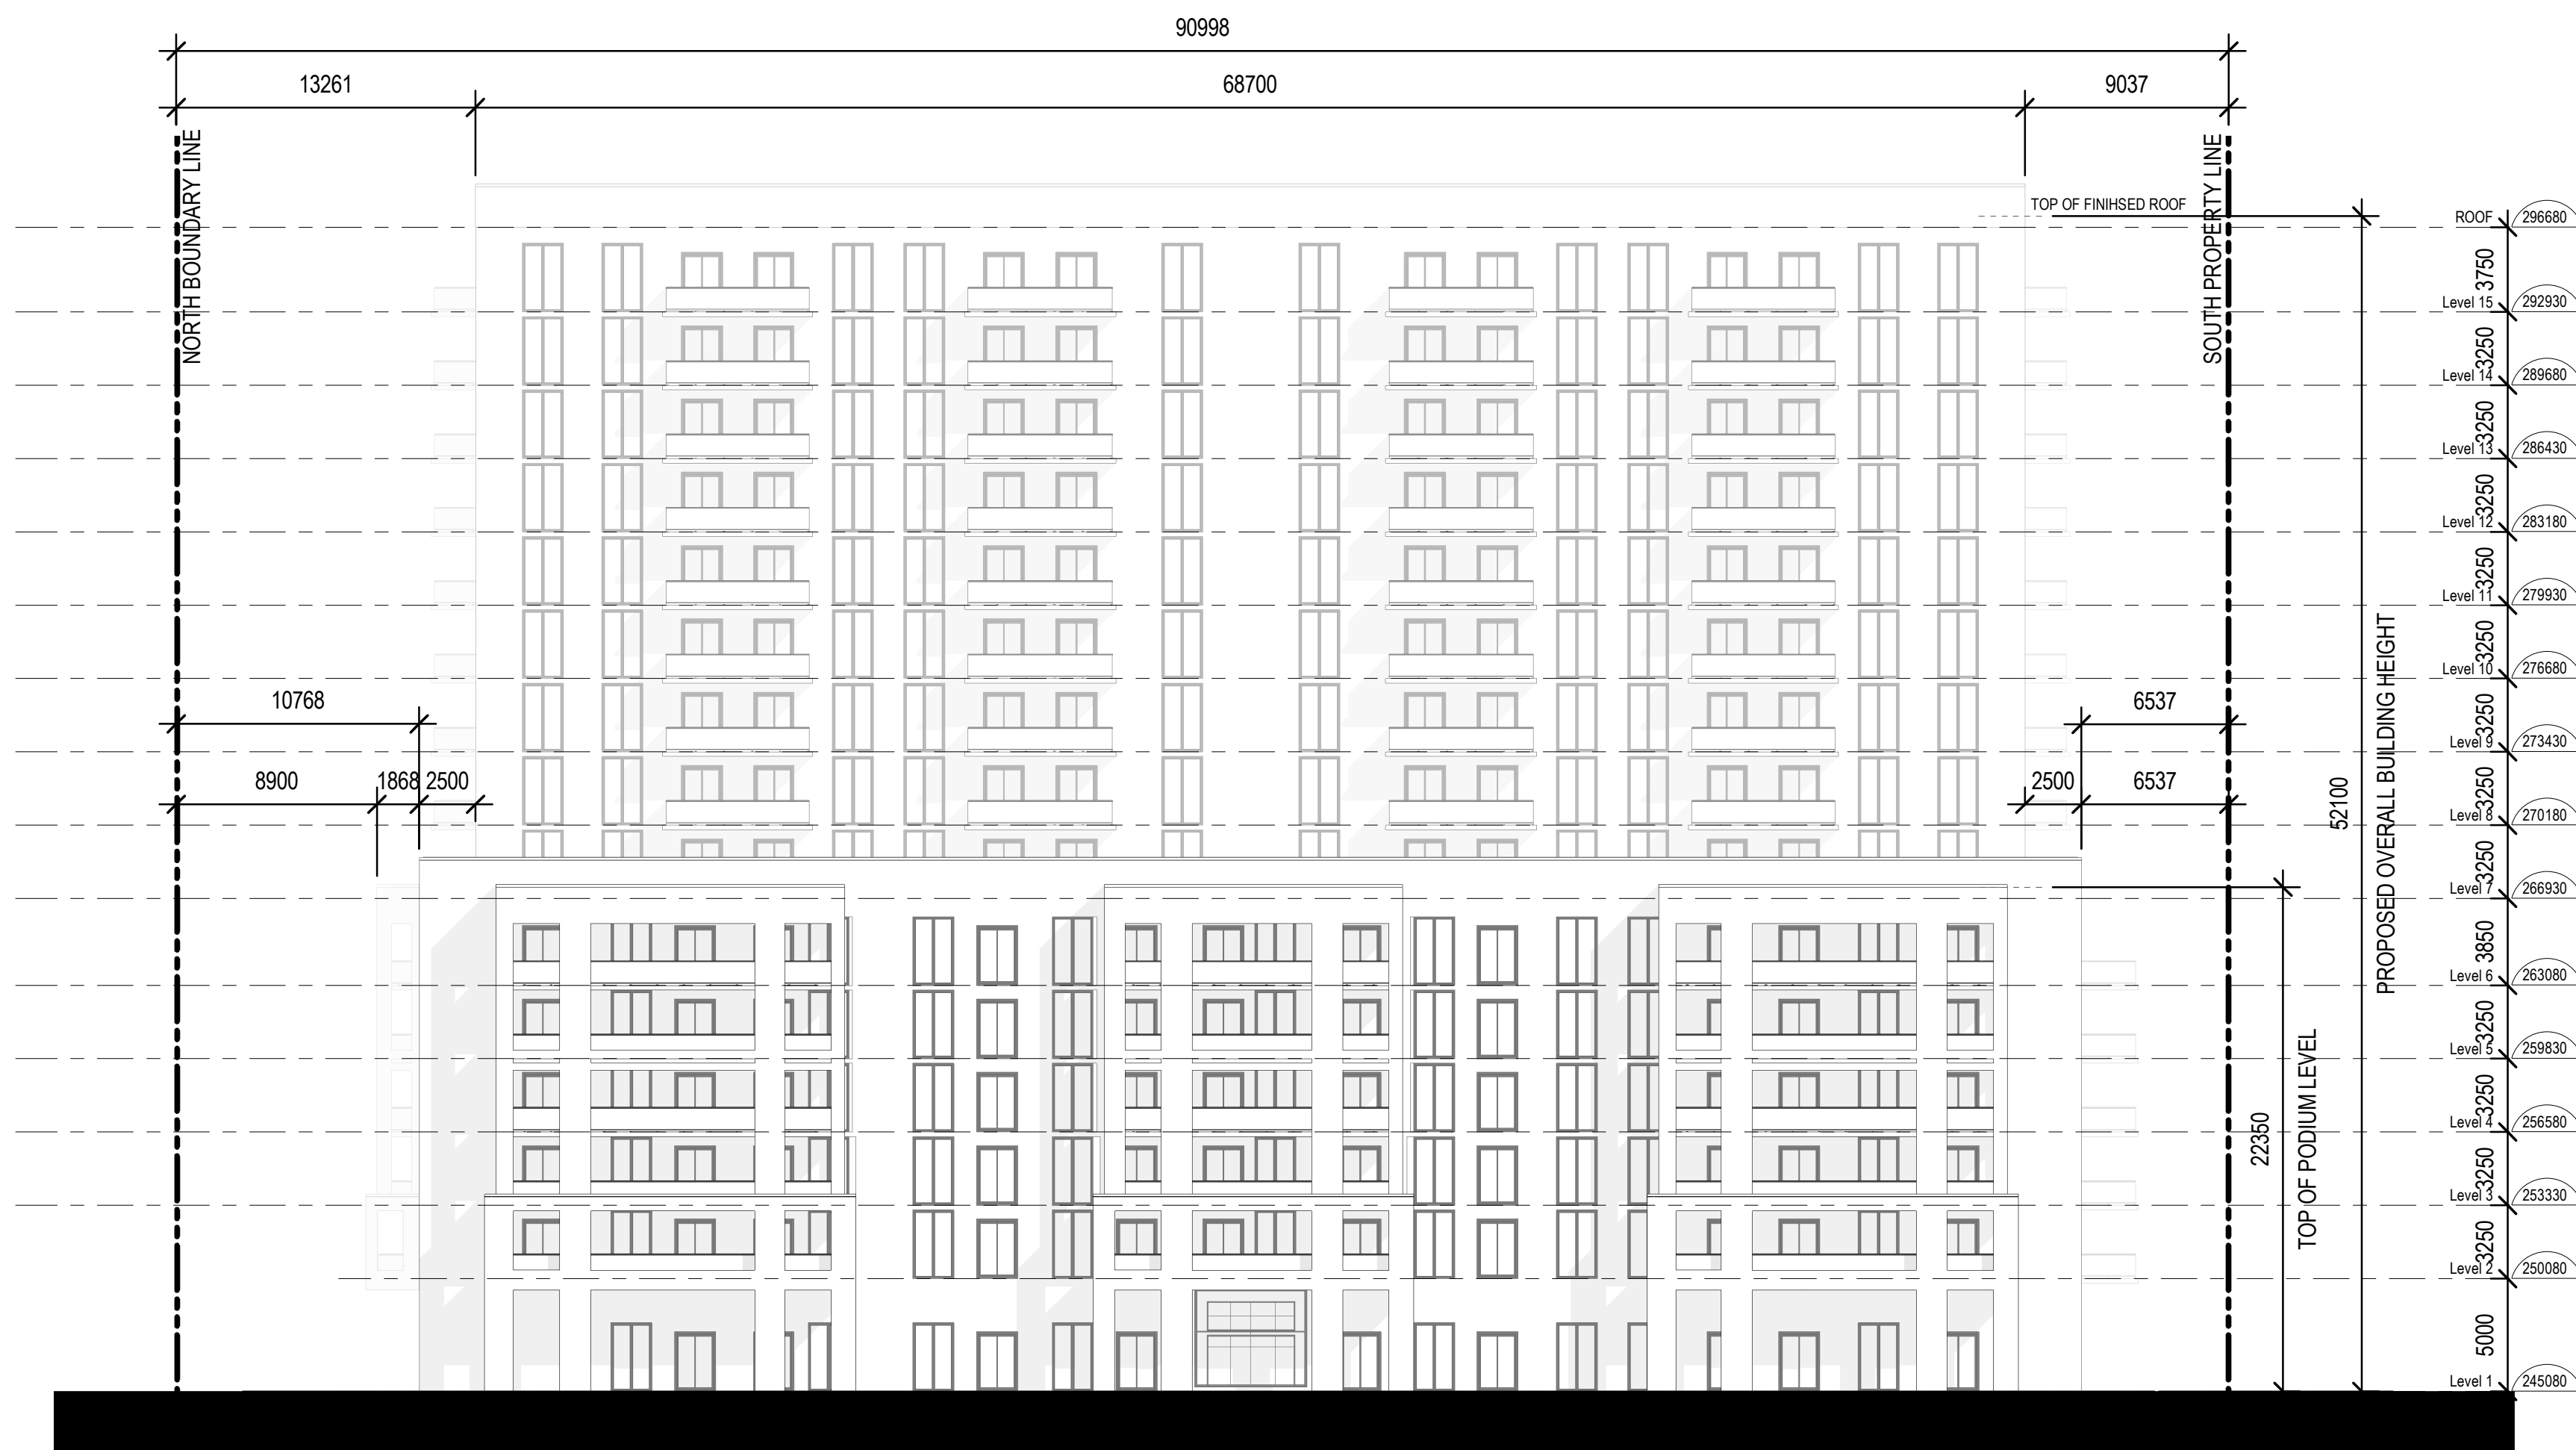 90998
13261 68700 9037
NORTH BOUNDARY LINE
SOUTH PROPERTY LINE
TOP OF FINIHSED ROOF
ROOF 296680
3750
Level 15 292930
3250
Level 14 289680
3250
Level 13 286430
3250
Level 12 283180
3250
Level 11 279930
3250
Level 10 276680
3250
Level 9 273430
3250
Level 8 270180
3250
Level 7 266930
3850
Level 6 263080
3250
Level 5 259830
3250
Level 4 256580
3250
Level 3 253330
3250
Level 2 250080
5000
Level 1 245080
10768
8900 1868 2500
6537
2500 6537
52100
PROPOSED OVERALL BUILDING HEIGHT
22350
TOP OF PODIUM LEVEL